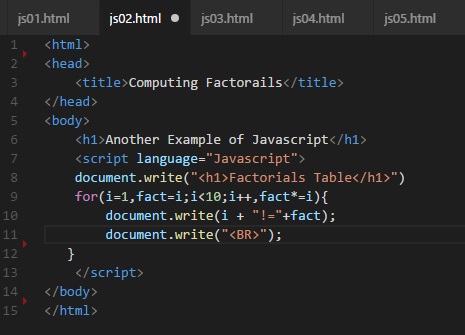 js01.html js02.html js03.html js04.html js05.html
1 <html>
2 <head>
3 <title>Computing Factorails</title>
4 </head>
5 <body>
6 <h1>Another Example of Javascript</h1>
7 <script language="Javascript">
8 document.write("<h1>Factorials Table</h1>")
9 for(i=1,fact=i;i<10;i++,fact*=i){
10 document.write(i + "!="+fact);
11 document.write("<BR>");
12 }
13 </script>
14 </body>
15 </html>